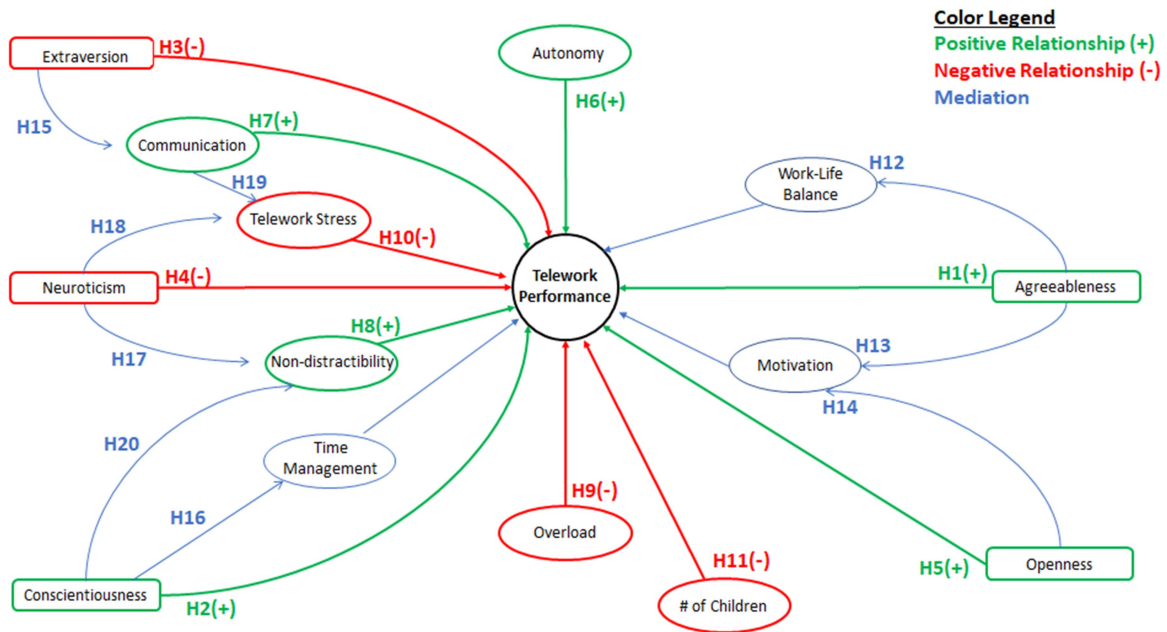 Color Legend
Positive Relationship (+)
Negative Relationship (-)
Mediation
Extraversion
H3(-)
Autonomy
H6(+)
H15
H7(+)
Communication
H19
H12
Work-Life
Balance
Telework Stress
H18
H10(-)
Neuroticism
H4(-)
Telework
Performance
H1(+)
Agreeableness
H8(+)
H17
Non-distractibility
H13
Motivation
H14
H20
Time
Management
H16
H9(-)
Overload
H11(-)
H5(+)
Openness
Conscientiousness
H2(+)
# of Children